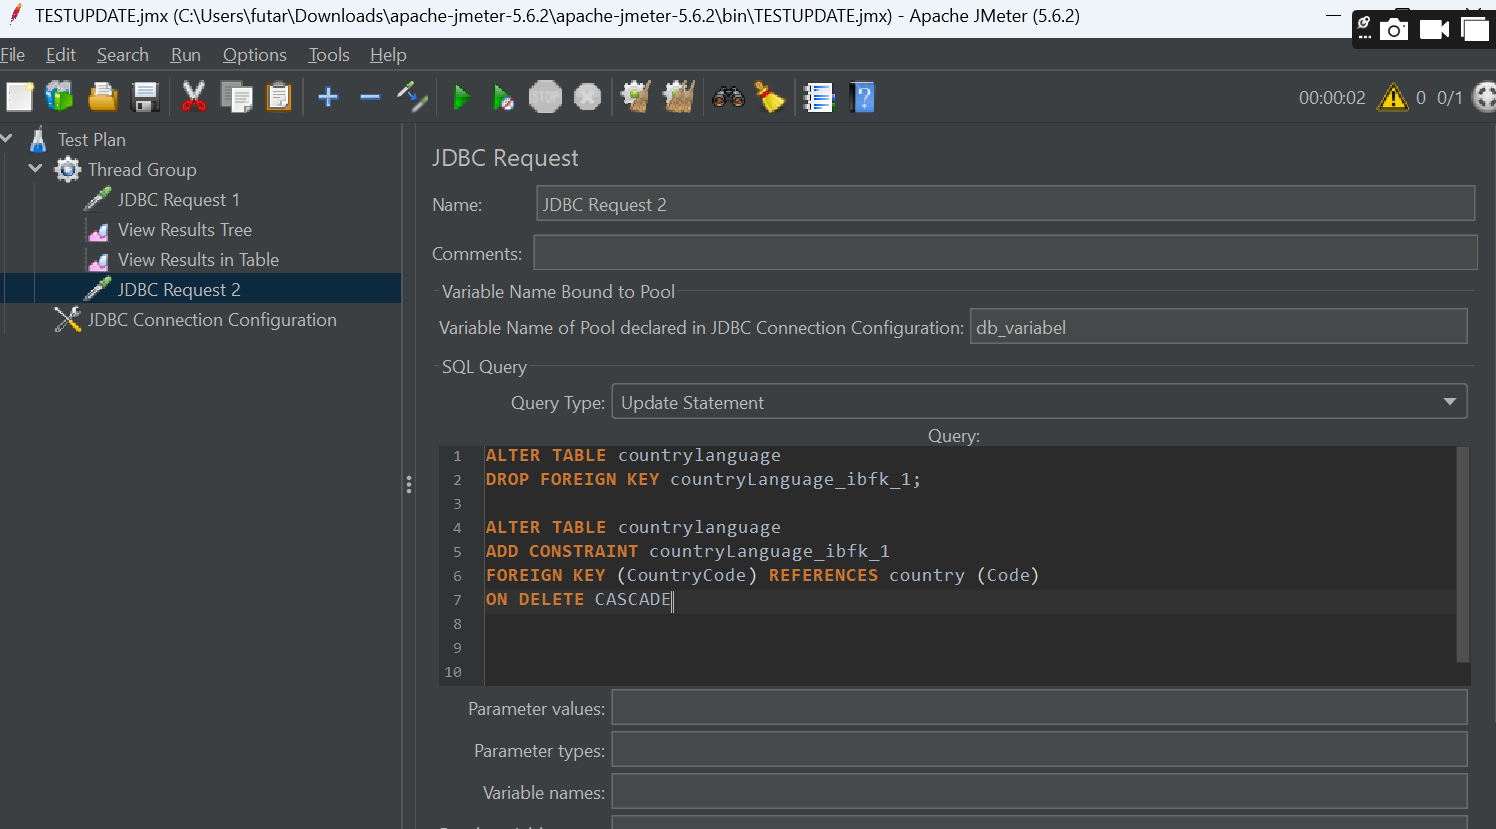 TESTUPDATE.jmx (C:\Users\futar\Downloads\apache-jmeter-5.6.2\apache-jmeter-5.6.2\bin\TESTUPDATE.jmx) - Apache JMeter (5.6.2)
File Edit Search Run Options Tools Help
STOP
00:00:02 0 0/1
Test Plan
Thread Group
JDBC Request 1
View Results Tree
View Results in Table
JDBC Request 2
JDBC Connection Configuration
JDBC Request
Name: JDBC Request 2
Comments:
Variable Name Bound to Pool
Variable Name of Pool declared in JDBC Connection Configuration: db_variabel
SQL Query
Query Type: Update Statement
Query:
1 ALTER TABLE countrylanguage
2 DROP FOREIGN KEY countryLanguage_ibfk_1;
3
4 ALTER TABLE countrylanguage
5 ADD CONSTRAINT countryLanguage_ibfk_1
6 FOREIGN KEY (CountryCode) REFERENCES country (Code)
7 ON DELETE CASCADE
8
9
10
Parameter values:
Parameter types:
Variable names: